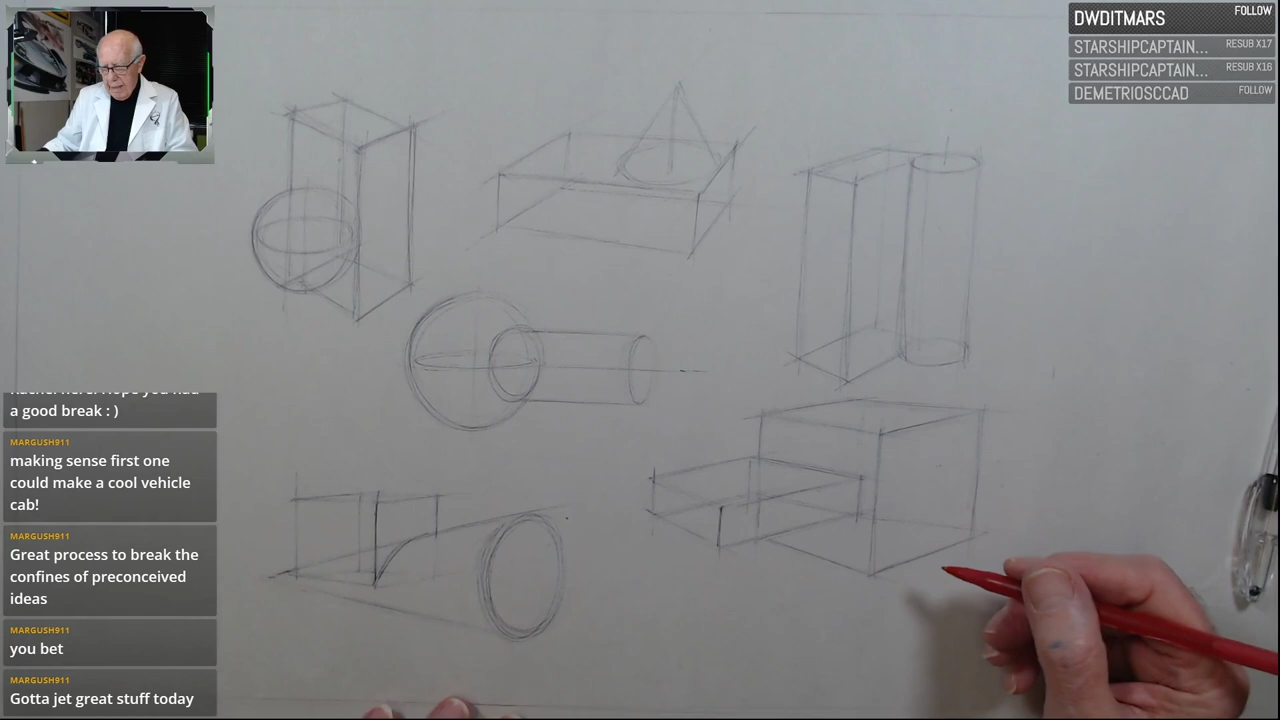 DWDITMARS FOLLOW
STARSHIPCAPTAIN... RESUB X17
STARSHIPCAPTAIN... RESUB X16
DEMETRIOSCCAD FOLLOW
a good break : )
MARGUSH911
making sense first one
could make a cool vehicle
cab!
MARGUSH911
Great process to break the
confines of preconceived
ideas
MARGUSH911
you bet
MARGUSH911
Gotta jet great stuff today